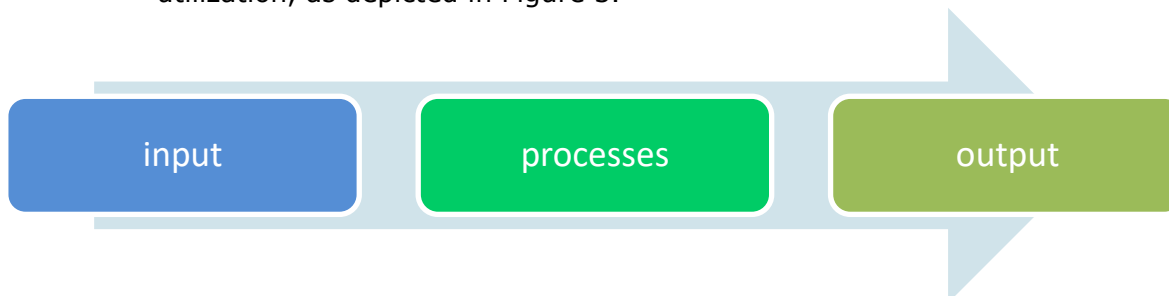 utilization, as depicted in Figure 3.
input
processes
output